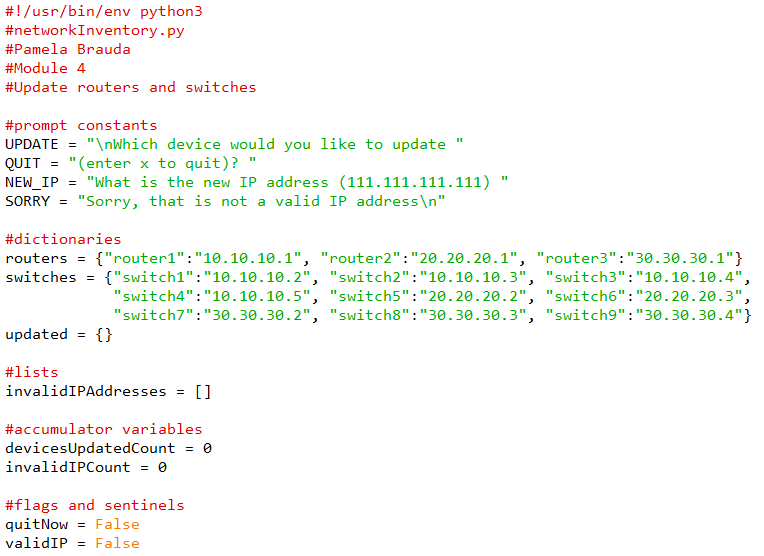 #!/usr/bin/env python3
#networkInventory.py
#Pamela Brauda
#Module 4
#Update routers and switches
#prompt constants
UPDATE = "\nWhich device would you like to update "
QUIT = "(enter x to quit)? "
NEW_IP = "What is the new IP address (111.111.111.111) "
SORRY = "Sorry, that is not a valid IP address\n"
#dictionaries
routers = {"router1":"10.10.10.1", "router2":"20.20.20.1", "router3":"30.30.30.1"}
switches = {"switch1":"10.10.10.2", "switch2":"10.10.10.3", "switch3":"10.10.10.4",
"switch4":"10.10.10.5", "switch5":"20.20.20.2", "switch6":"20.20.20.3",
"switch7":"30.30.30.2", "switch8":"30.30.30.3", "switch9":"30.30.30.4"}
updated = {}
#lists
invalidIPAddresses = []
#accumulator variables
devicesUpdatedCount = 0
invalidIPCount = 0
#flags and sentinels
quitNow = False
validIP = False